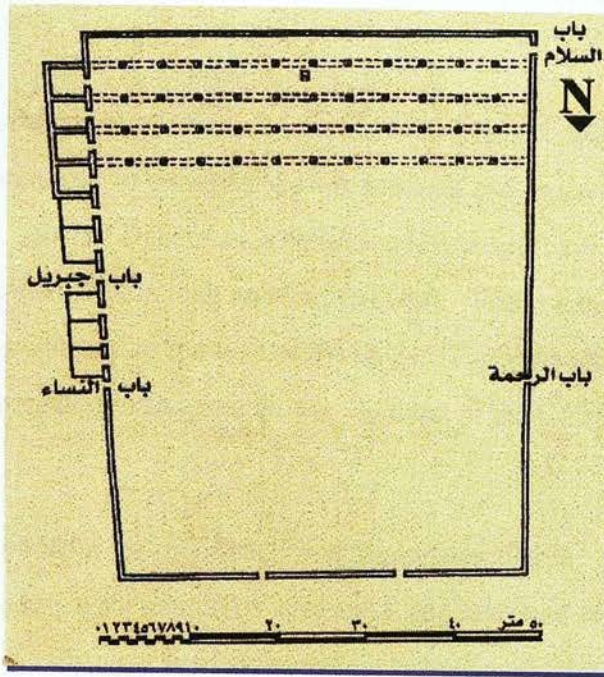 باب
السلام
N
باب جبريل
باب النساء
باب الرحمة
٠١٢٣٤٥٦٧٨٩١٠ ٢٠ ٣٠ ٤٠ ٥٠ متر